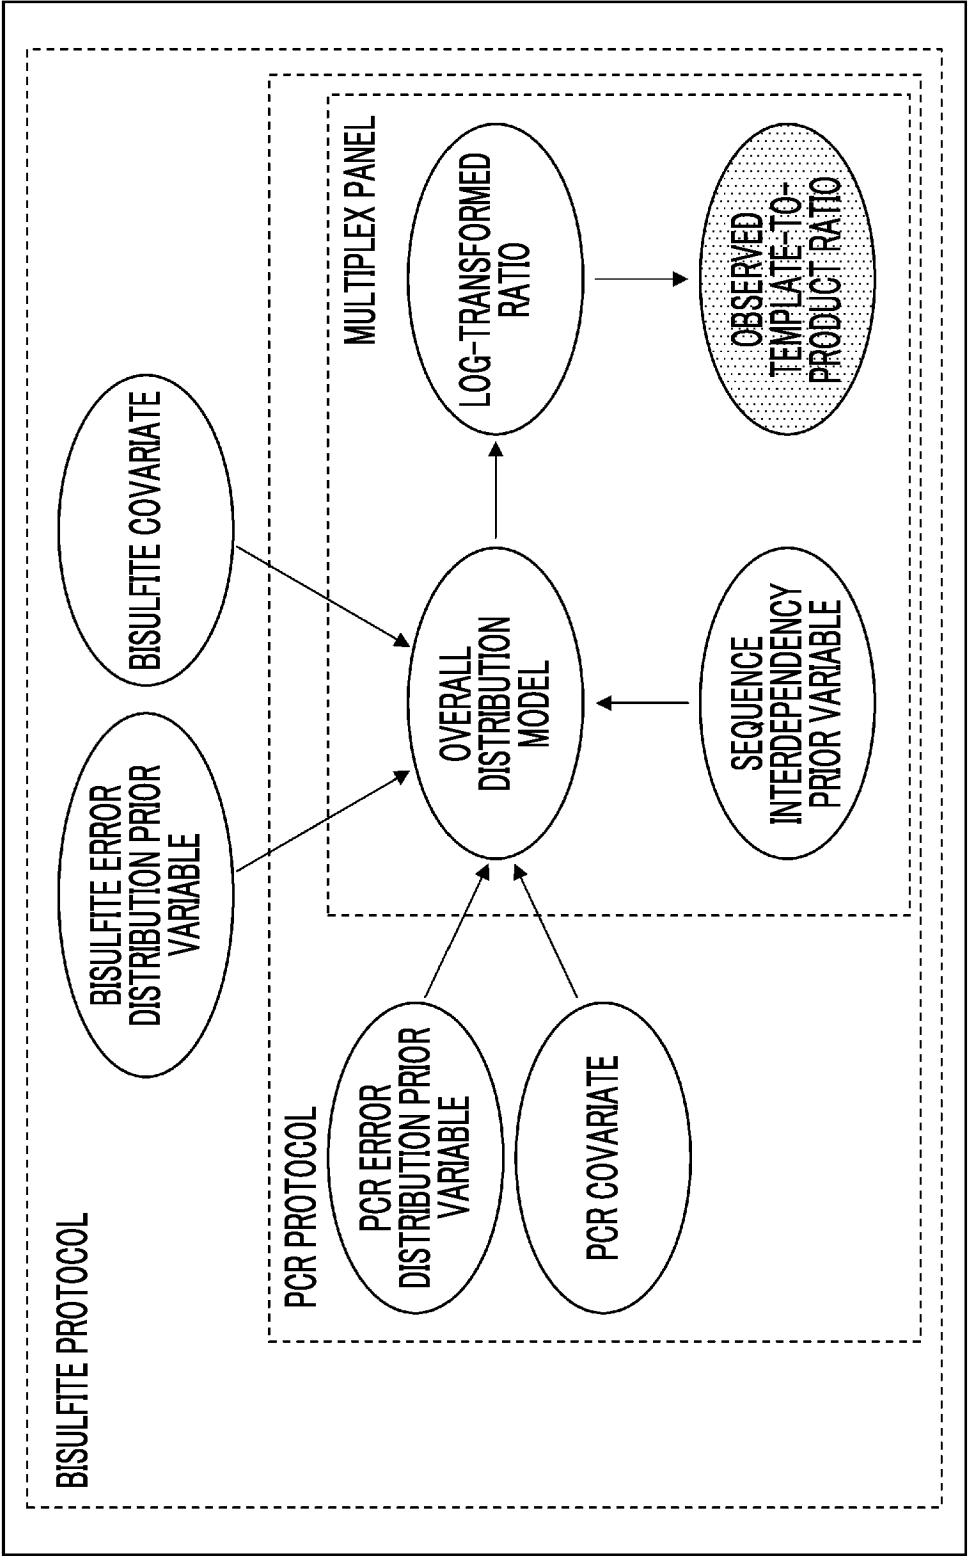 BISULFITE PROTOCOL
BISULFITE ERROR
DISTRIBUTION PRIOR
VARIABLE
BISULFITE COVARIATE
PCR PROTOCOL
PCR ERROR
DISTRIBUTION PRIOR
VARIABLE
PCR COVARIATE
MULTIPLEX PANEL
OVERALL
DISTRIBUTION
MODEL
LOG-TRANSFORMED
RATIO
SEQUENCE
INTERDEPENDENCY
PRIOR VARIABLE
OBSERVED
TEMPLATE-TO-
PRODUCT RATIO